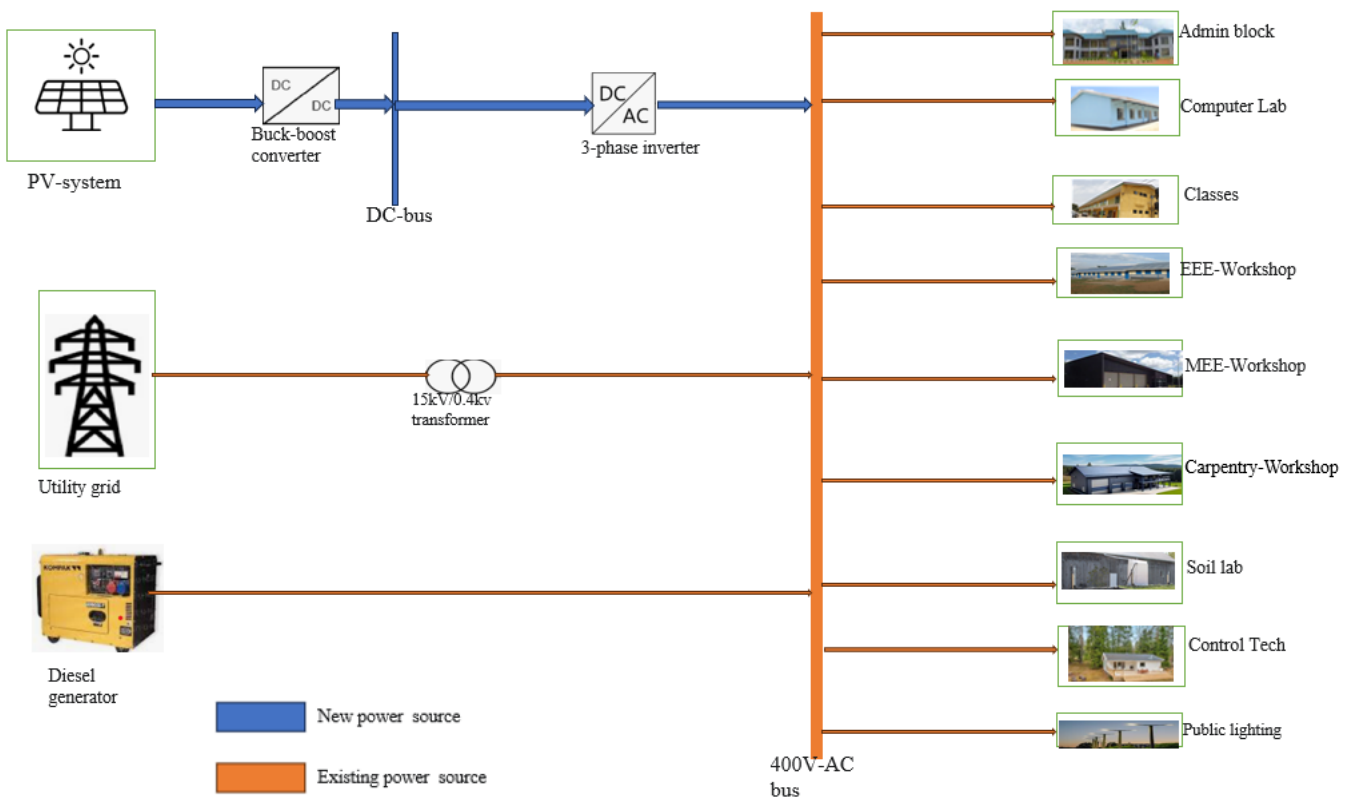 PV-system
DC
DC
Buck-boost
converter
DC-bus
DC
AC
3-phase inverter
Utility grid
15kV/0.4kv
transformer
KOMPAK
Diesel
generator
New power source
Existing power source
400V-AC
bus
Admin block
Computer Lab
Classes
EEE-Workshop
MEE-Workshop
Carpentry-Workshop
Soil lab
Control Tech
Public lighting